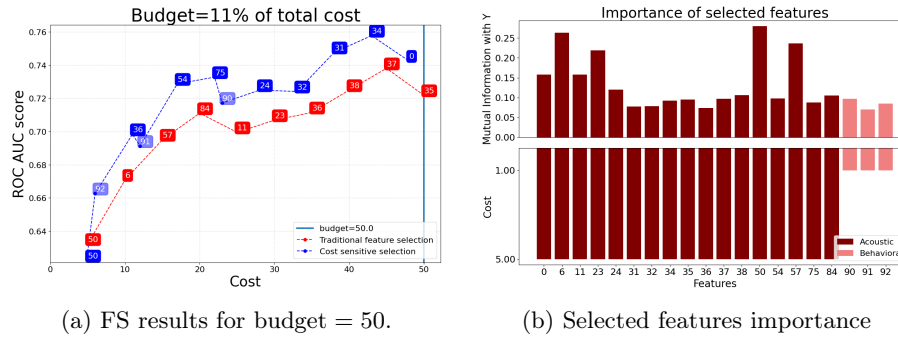 Budget=11% of total cost
ROC AUC score
0.76
0.74
0.72
0.70
0.68
0.66
0.64
0 10 20 30 40 50
Cost
50
92
36
91
54
75
90
24
32
31
34
0
50
6
57
84
11
23
36
38
37
35
budget=50.0
Traditional feature selection
Cost sensitive selection
(a) FS results for budget = 50.
Importance of selected features
Mutual Information with Y
0.25
0.20
0.15
0.10
0.05
0.00
Cost
1.00
5.00
0 6 11 23 24 31 32 34 35 36 37 38 50 54 57 75 84 90 91 92
Features
Acoustic
Behavioral
(b) Selected features importance